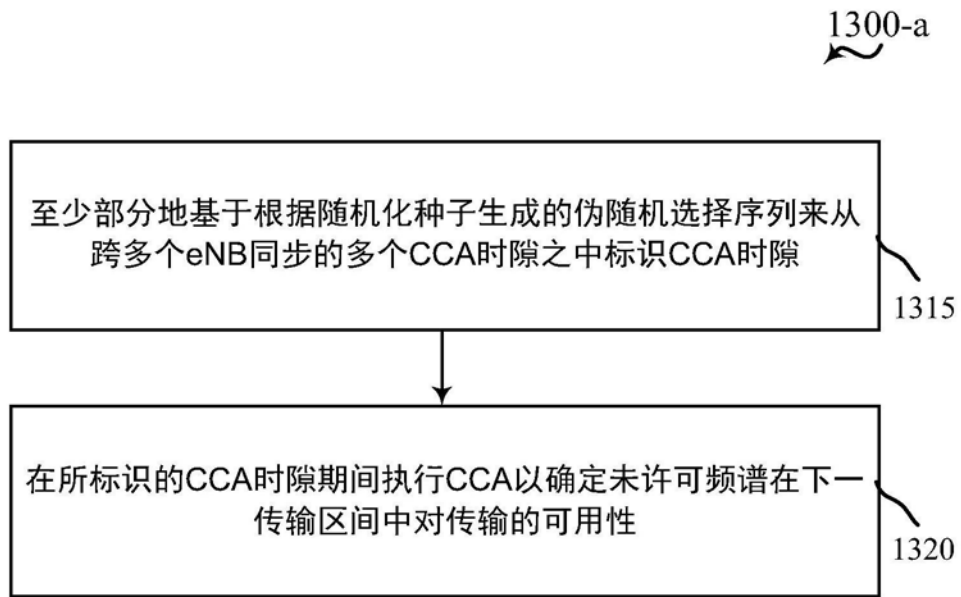 1300-a
至少部分地基于根据随机化种子生成的伪随机选择序列来从
跨多个eNB同步的多个CCA时隙之中标识CCA时隙
1315
在所标识的CCA时隙期间执行CCA以确定未许可频谱在下一
传输区间中对传输的可用性
1320